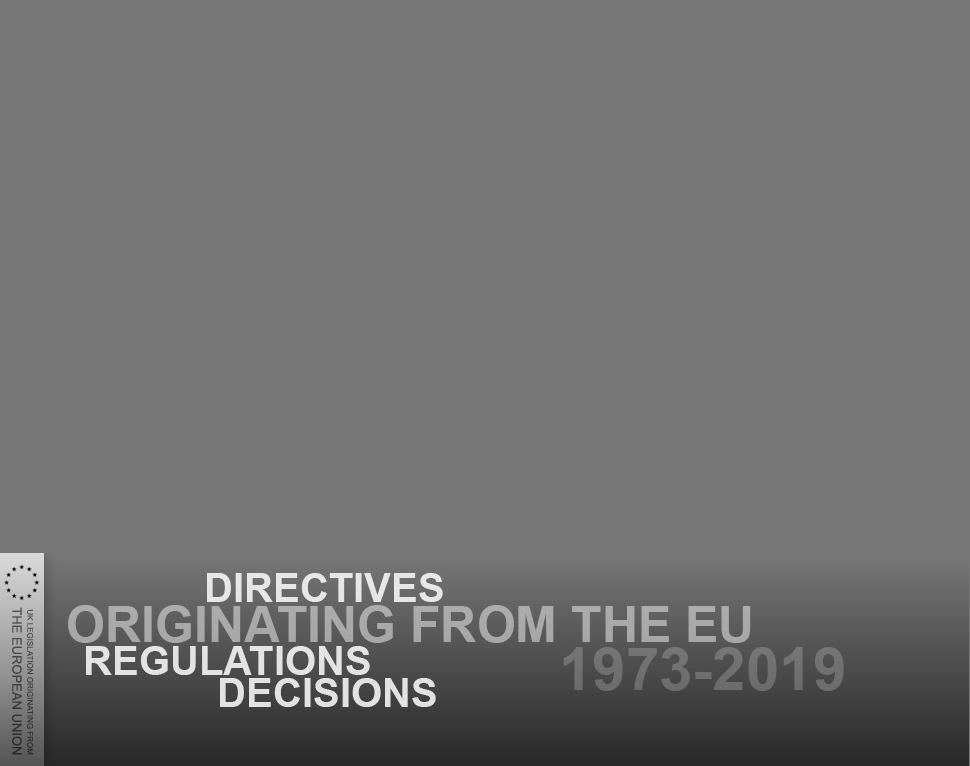 DIRECTIVES
ORIGINATING FROM THE EU
REGULATIONS
1973-2019
DECISIONS
UK LEGISLATION ORIGINATING FROM
THE EUROPEAN UNION